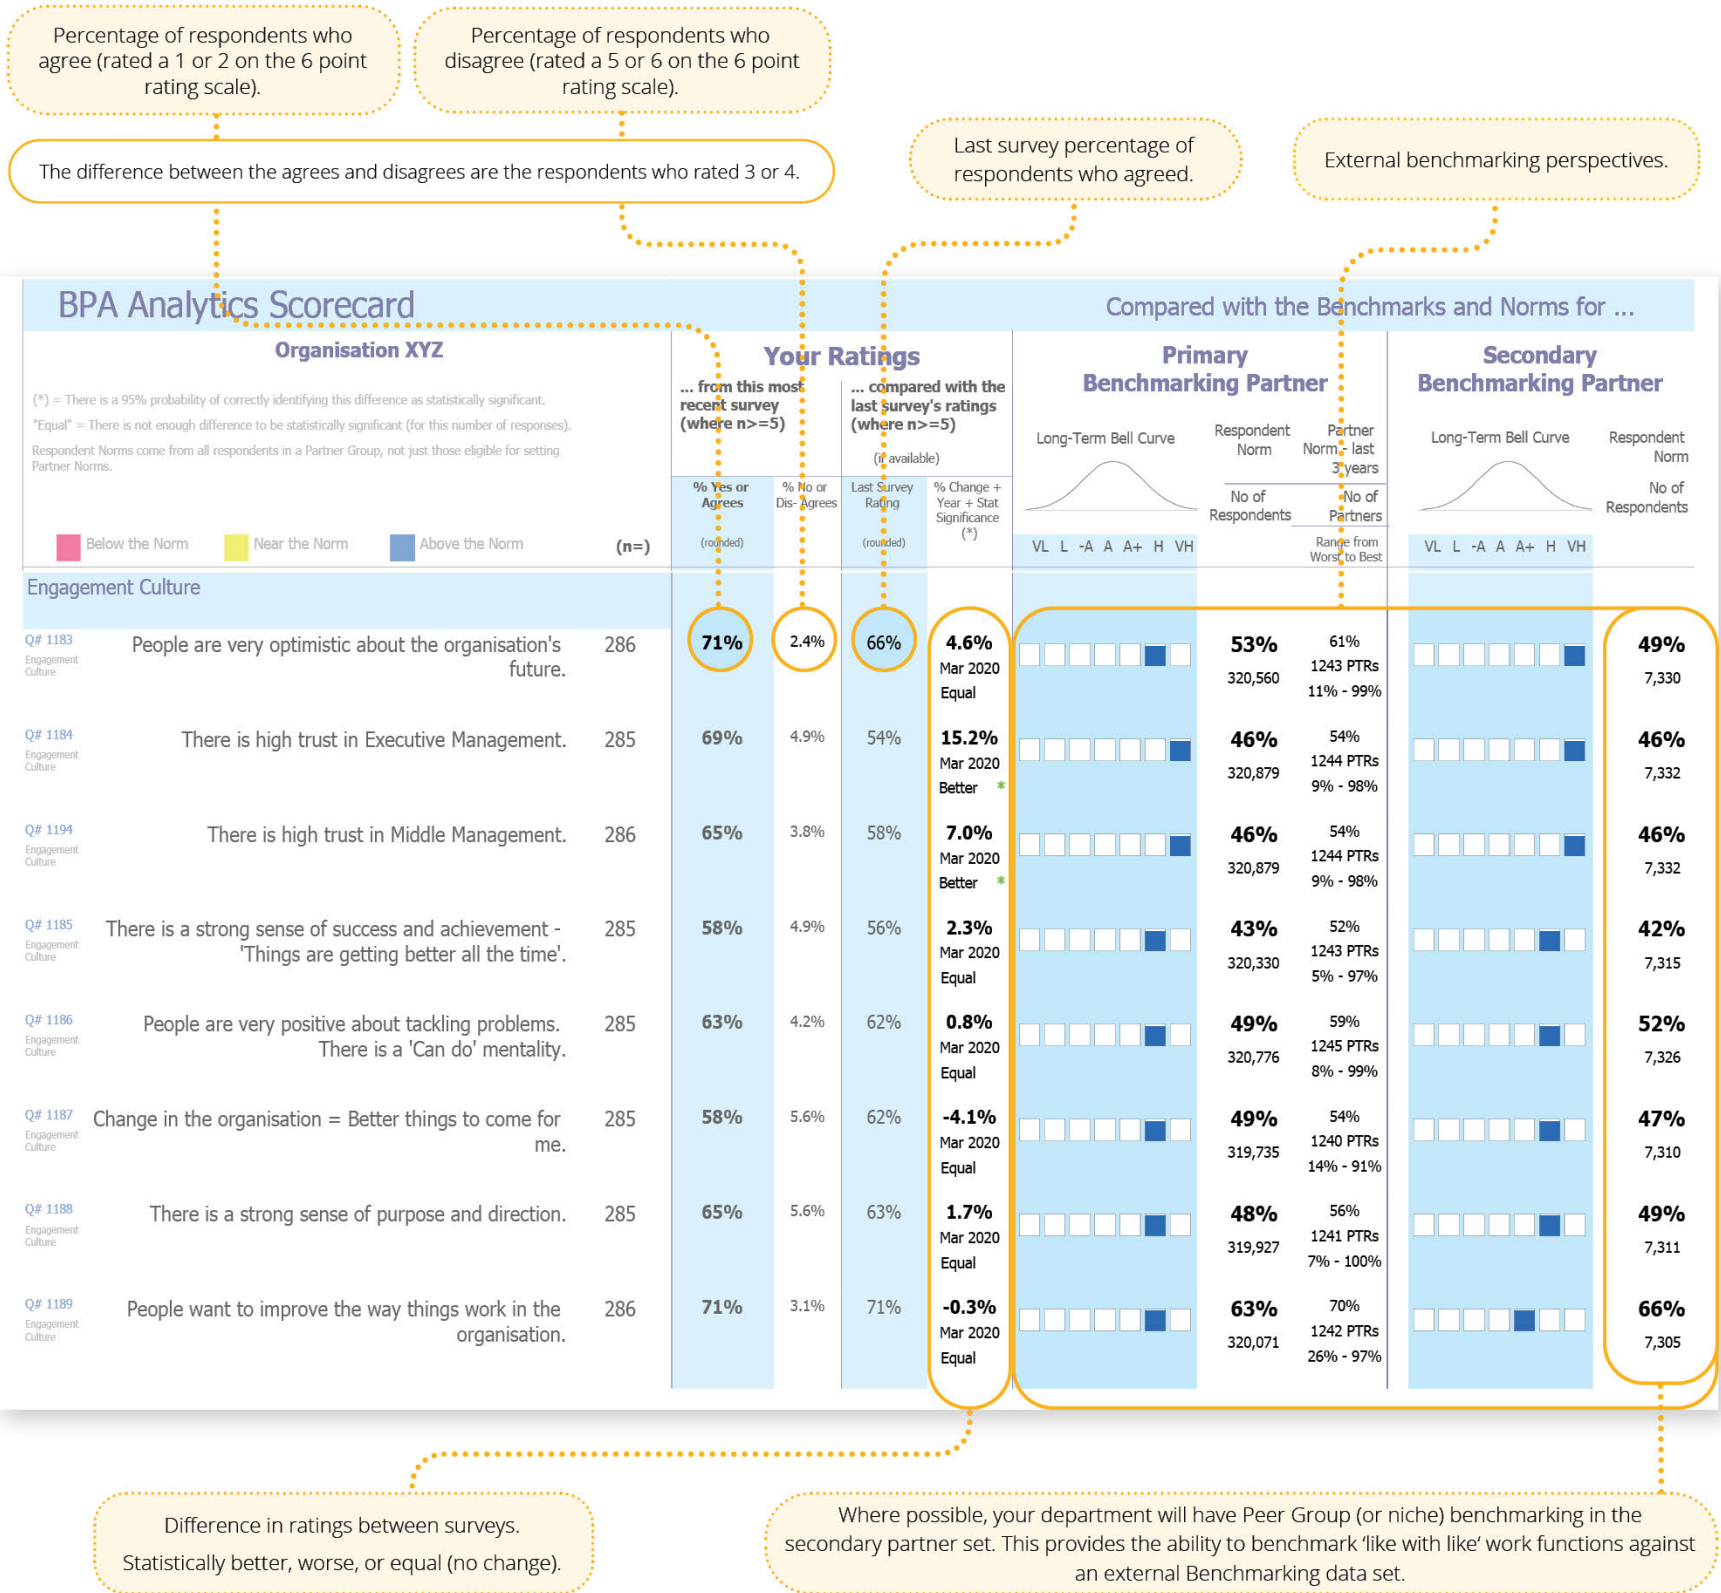 Percentage of respondents who
agree (rated a 1 or 2 on the 6 point
rating scale).
Percentage of respondents who
disagree (rated a 5 or 6 on the 6 point
rating scale).
The difference between the agrees and disagrees are the respondents who rated 3 or 4.
Last survey percentage of
respondents who agreed.
External benchmarking perspectives.
BPA Analytics Scorecard
Compared with the Benchmarks and Norms for ...
Organisation XYZ
(*) = There is a 95% probability of correctly identifying this difference as statistically significant.
"Equal" = There is not enough difference to be statistically significant (for this number of responses).
Respondent Norms come from all respondents in a Partner Group, not just those eligible for setting
Partner Norms.
Below the Norm
Near the Norm
Above the Norm
(n=)
Your Ratings
... from this most
recent survey
(where n>=5)
... compared with the
last survey's ratings
(where n>=5)
(if available)
% Yes or
Agrees
(rounded)
% No or
Dis- Agrees
Last Survey
Rating
(rounded)
% Change +
Year + Stat
Significance
(*)
Primary
Benchmarking Partner
Long-Term Bell Curve
VL L -A A A+ H VH
Respondent
Norm
No of
Respondents
Partner
Norm - last
3 years
No of
Partners
Range from
Worst to Best
Secondary
Benchmarking Partner
Long-Term Bell Curve
VL L -A A A+ H VH
Respondent
Norm
No of
Respondents
Engagement Culture
Q# 1183
Engagement
Culture
People are very optimistic about the organisation's
future.
286
71%
2.4%
66%
4.6%
Mar 2020
Equal
53%
320,560
61%
1243 PTRs
11% - 99%
49%
7,330
Q# 1184
Engagement
Culture
There is high trust in Executive Management.
285
69%
4.9%
54%
15.2%
Mar 2020
Better *
46%
320,879
54%
1244 PTRs
9% - 98%
46%
7,332
Q# 1194
Engagement
Culture
There is high trust in Middle Management.
286
65%
3.8%
58%
7.0%
Mar 2020
Better *
46%
320,879
54%
1244 PTRs
9% - 98%
46%
7,332
Q# 1185
Engagement
Culture
There is a strong sense of success and achievement -
'Things are getting better all the time'.
285
58%
4.9%
56%
2.3%
Mar 2020
Equal
43%
320,330
52%
1243 PTRs
5% - 97%
42%
7,315
Q# 1186
Engagement
Culture
People are very positive about tackling problems.
There is a 'Can do' mentality.
285
63%
4.2%
62%
0.8%
Mar 2020
Equal
49%
320,776
59%
1245 PTRs
8% - 99%
52%
7,326
Q# 1187
Engagement
Culture
Change in the organisation = Better things to come for
me.
285
58%
5.6%
62%
-4.1%
Mar 2020
Equal
49%
319,735
54%
1240 PTRs
14% - 91%
47%
7,310
Q# 1188
Engagement
Culture
There is a strong sense of purpose and direction.
285
65%
5.6%
63%
1.7%
Mar 2020
Equal
48%
319,927
56%
1241 PTRs
7% - 100%
49%
7,311
Q# 1189
Engagement
Culture
People want to improve the way things work in the
organisation.
286
71%
3.1%
71%
-0.3%
Mar 2020
Equal
63%
320,071
70%
1242 PTRs
26% - 97%
66%
7,305
Difference in ratings between surveys.
Statistically better, worse, or equal (no change).
Where possible, your department will have Peer Group (or niche) benchmarking in the
secondary partner set. This provides the ability to benchmark ‘like with like‘ work functions against
an external Benchmarking data set.